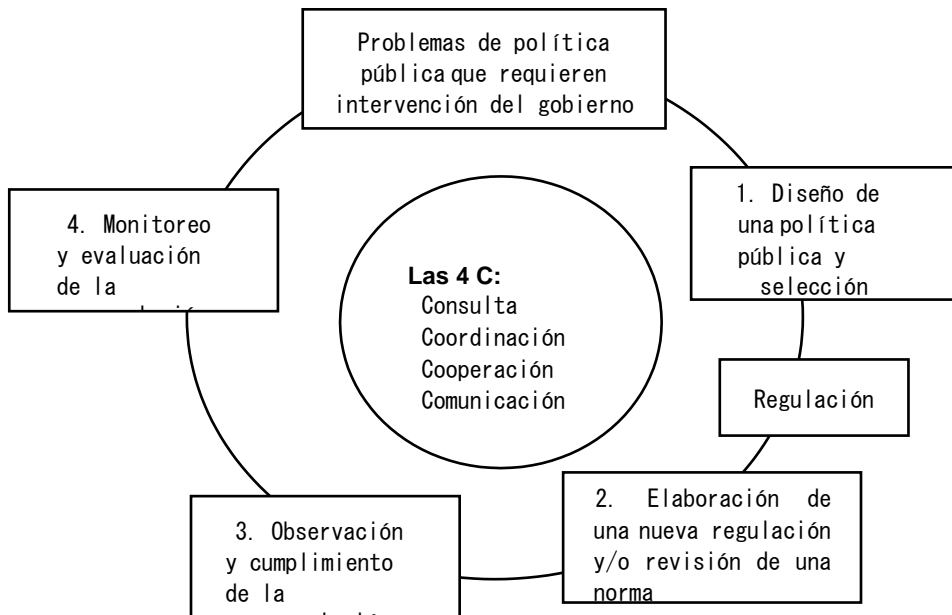 Problemas de política
pública que requieren
intervención del gobierno
1. Diseño de
una política
pública y
selección
Regulación
2. Elaboración de
una nueva regulación
y/o revisión de una
norma
3. Observación
y cumplimiento
de la
4. Monitoreo
y evaluación
de la
Las 4 C:
Consulta
Coordinación
Cooperación
Comunicación